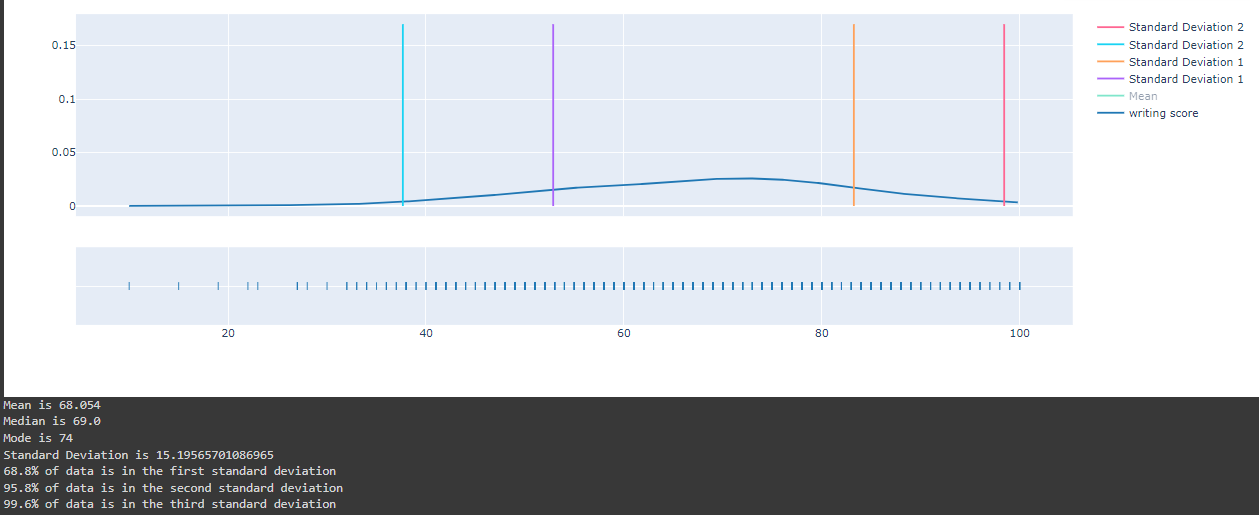 0.15
0.1
0.05
0
Standard Deviation 2
Standard Deviation 2
Standard Deviation 1
Standard Deviation 1
Mean
writing score
20 40 60 80 100
Mean is 68.054
Median is 69.0
Mode is 74
Standard Deviation is 15.19565701086965
68.8% of data is in the first standard deviation
95.8% of data is in the second standard deviation
99.6% of data is in the third standard deviation